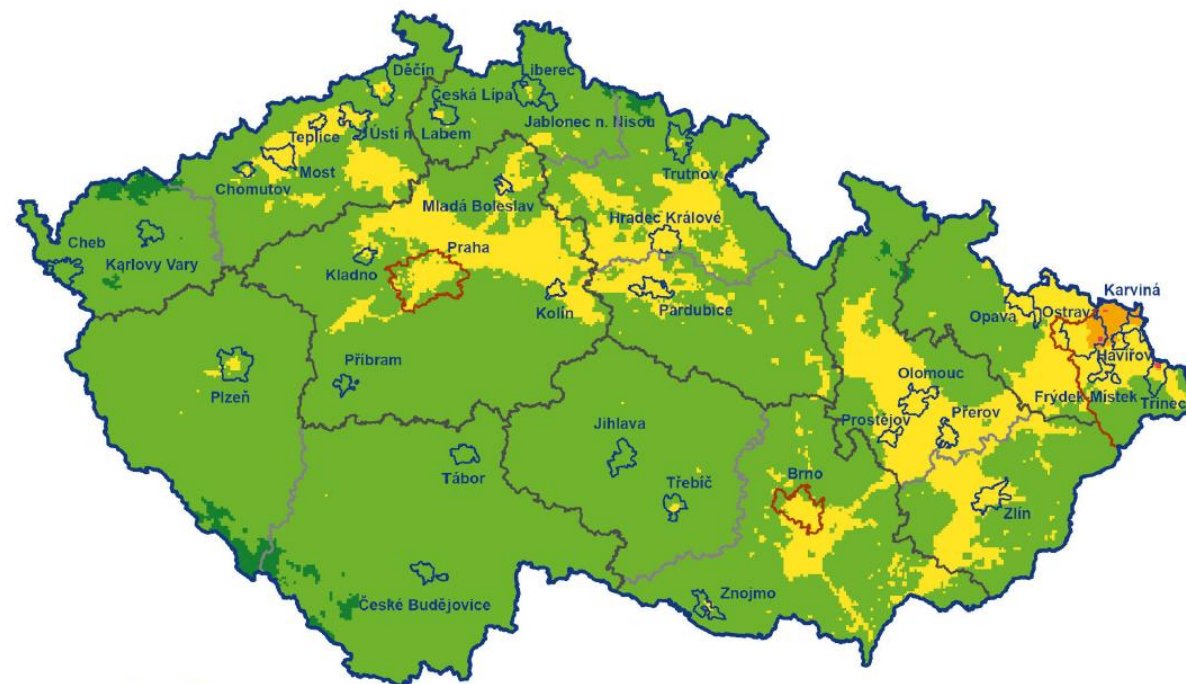 Děčín
Liberec
Česká Lípa
Jablonec n. Nisou
Teplice
Ústí n. Labem
Most
Chomutov
Trutnov
Mladá Boleslav
Hradec Králové
Cheb
Karlovy Vary
Praha
Kladno
Kolín
Pardubice
Karviná
Opava
Ostrav
Havířov
Příbram
Plzeň
Olomouc
Frýdek Místek
Třinec
Prostějov
Přerov
Jihlava
Tábor
Třebíč
Brno
Zlín
České Budějovice
Znojmo